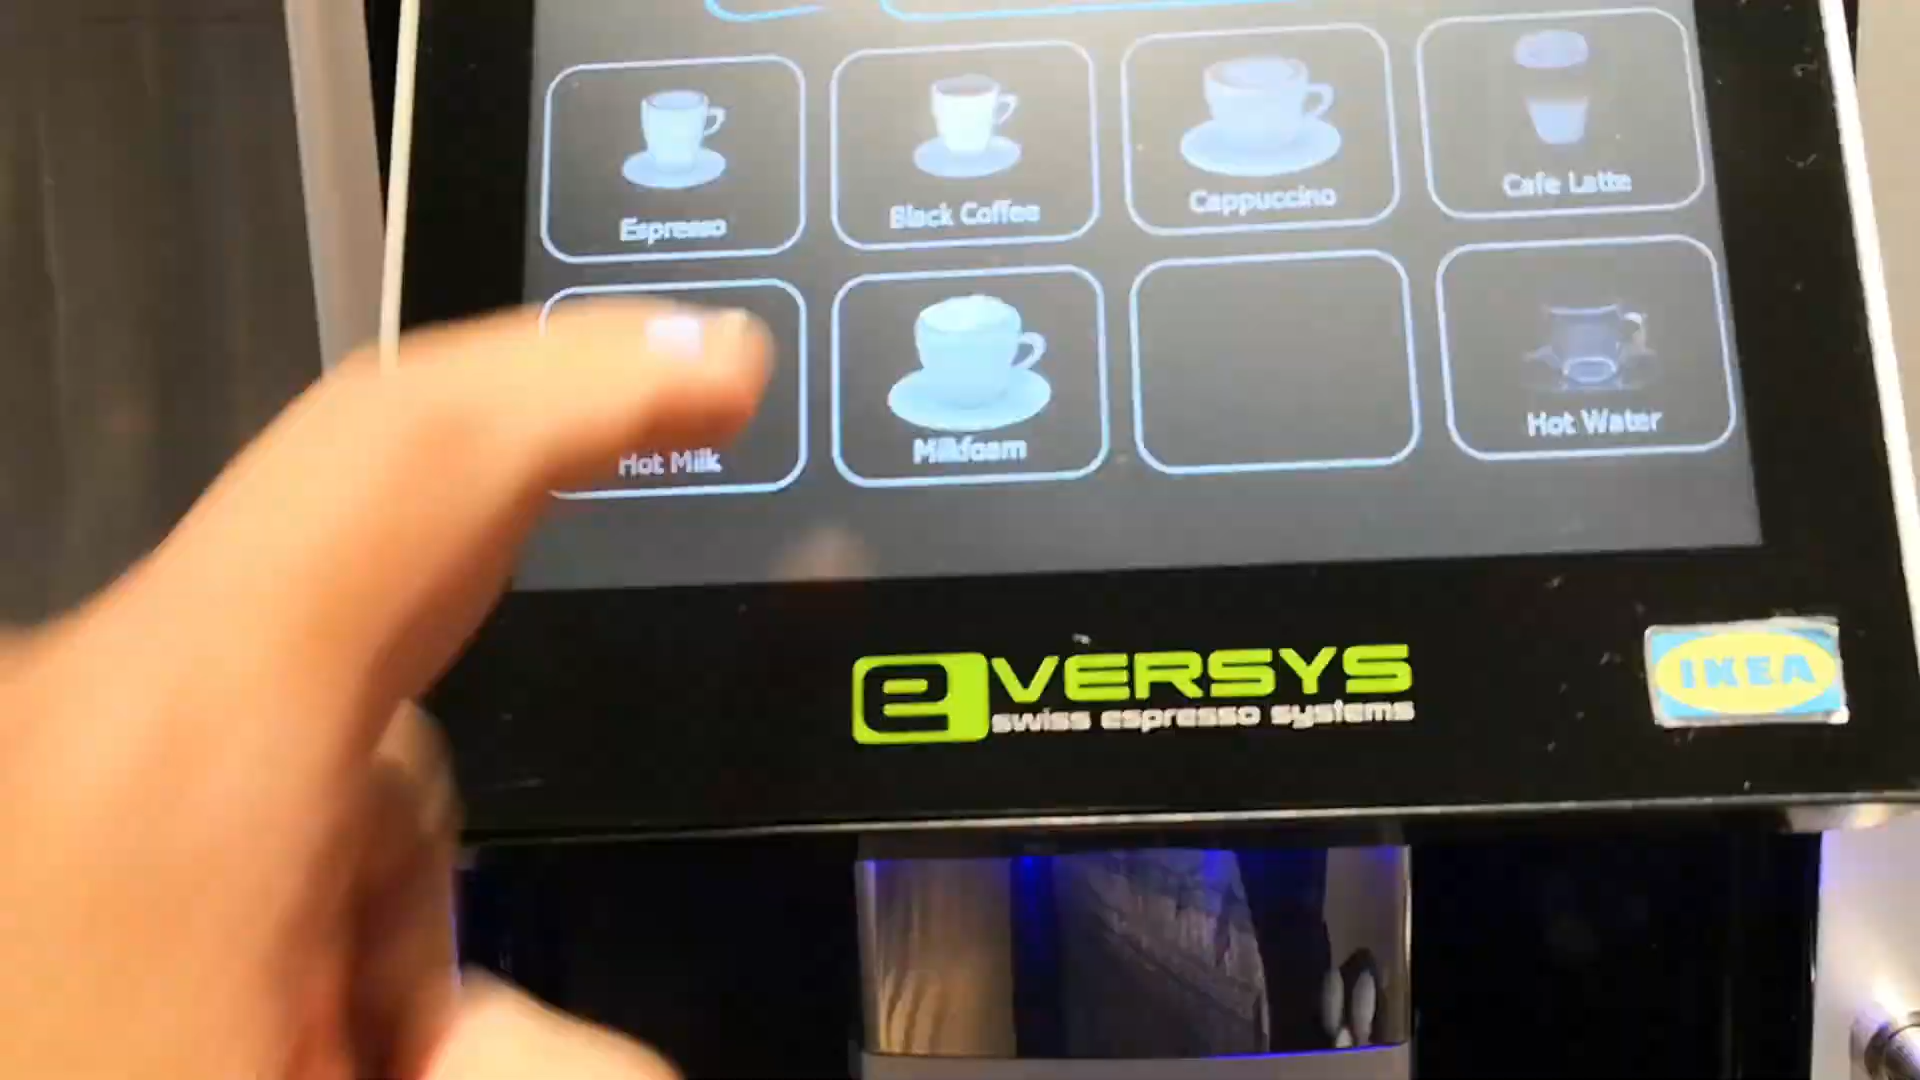 Espresso
Black Coffee
Cappuccino
Cafe Latte
Hot Milk
Milkfoam
Hot Water
eVERSYS
swiss espresso systems
IKEA